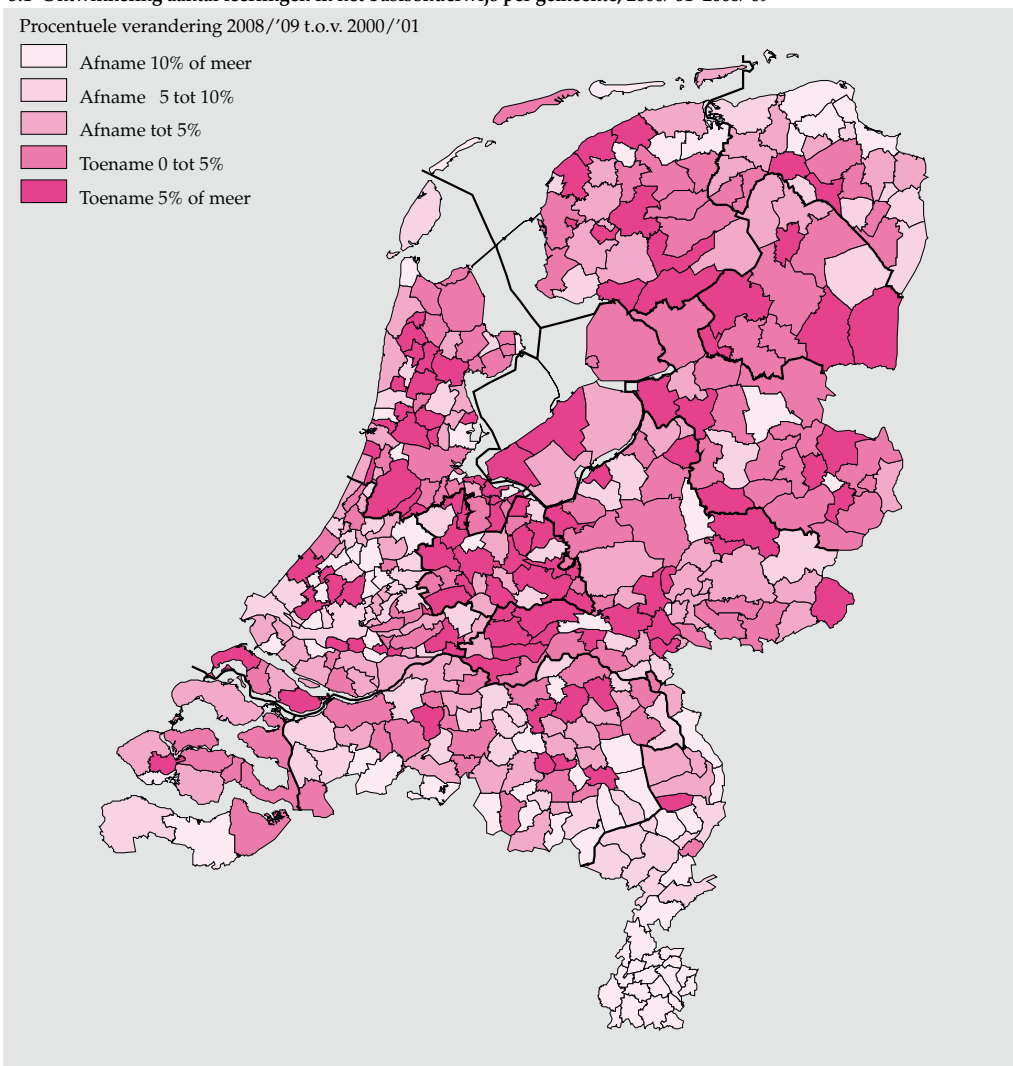 Procentuele verandering 2008/’09 t.o.v. 2000/’01
Afname 10% of meer
Afname 5 tot 10%
Afname tot 5%
Toename 0 tot 5%
Toename 5% of meer